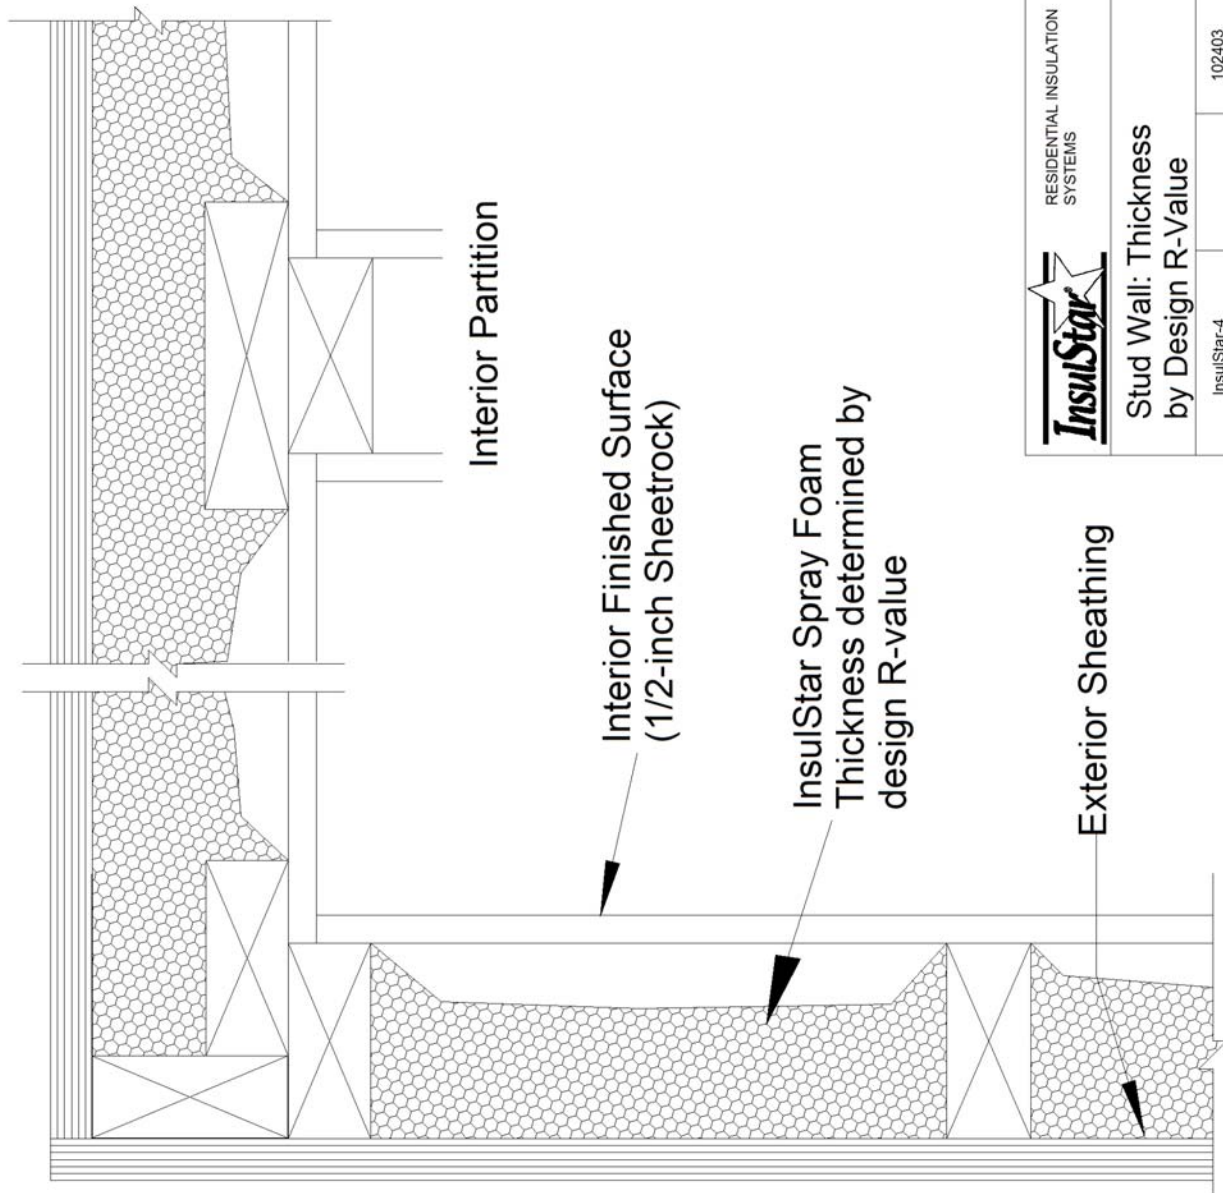 Interior Partition
Interior Finished Surface
(1/2-inch Sheetrock)
InsulStar Spray Foam
Thickness determined by
design R-value
Exterior Sheathing
InsulStar®
RESIDENTIAL INSULATION
SYSTEMS
Stud Wall: Thickness
by Design R-Value
InsulStar-4
102403